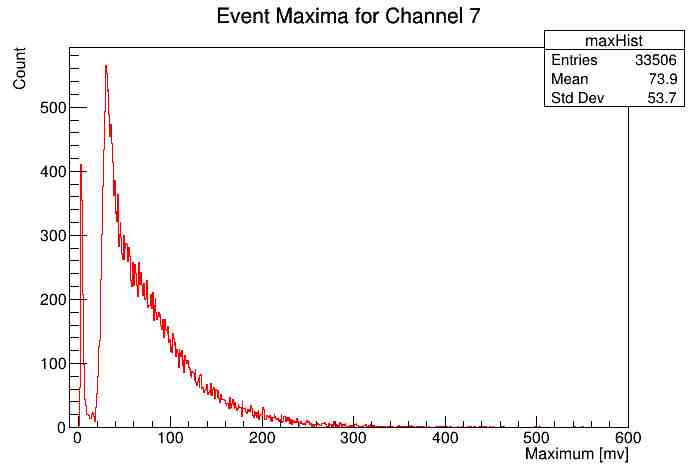 Event Maxima for Channel 7
maxHist
Entries 33506
Mean 73.9
Std Dev 53.7
Count
500
400
300
200
100
0
0 100 200 300 400 500 600
Maximum [mv]